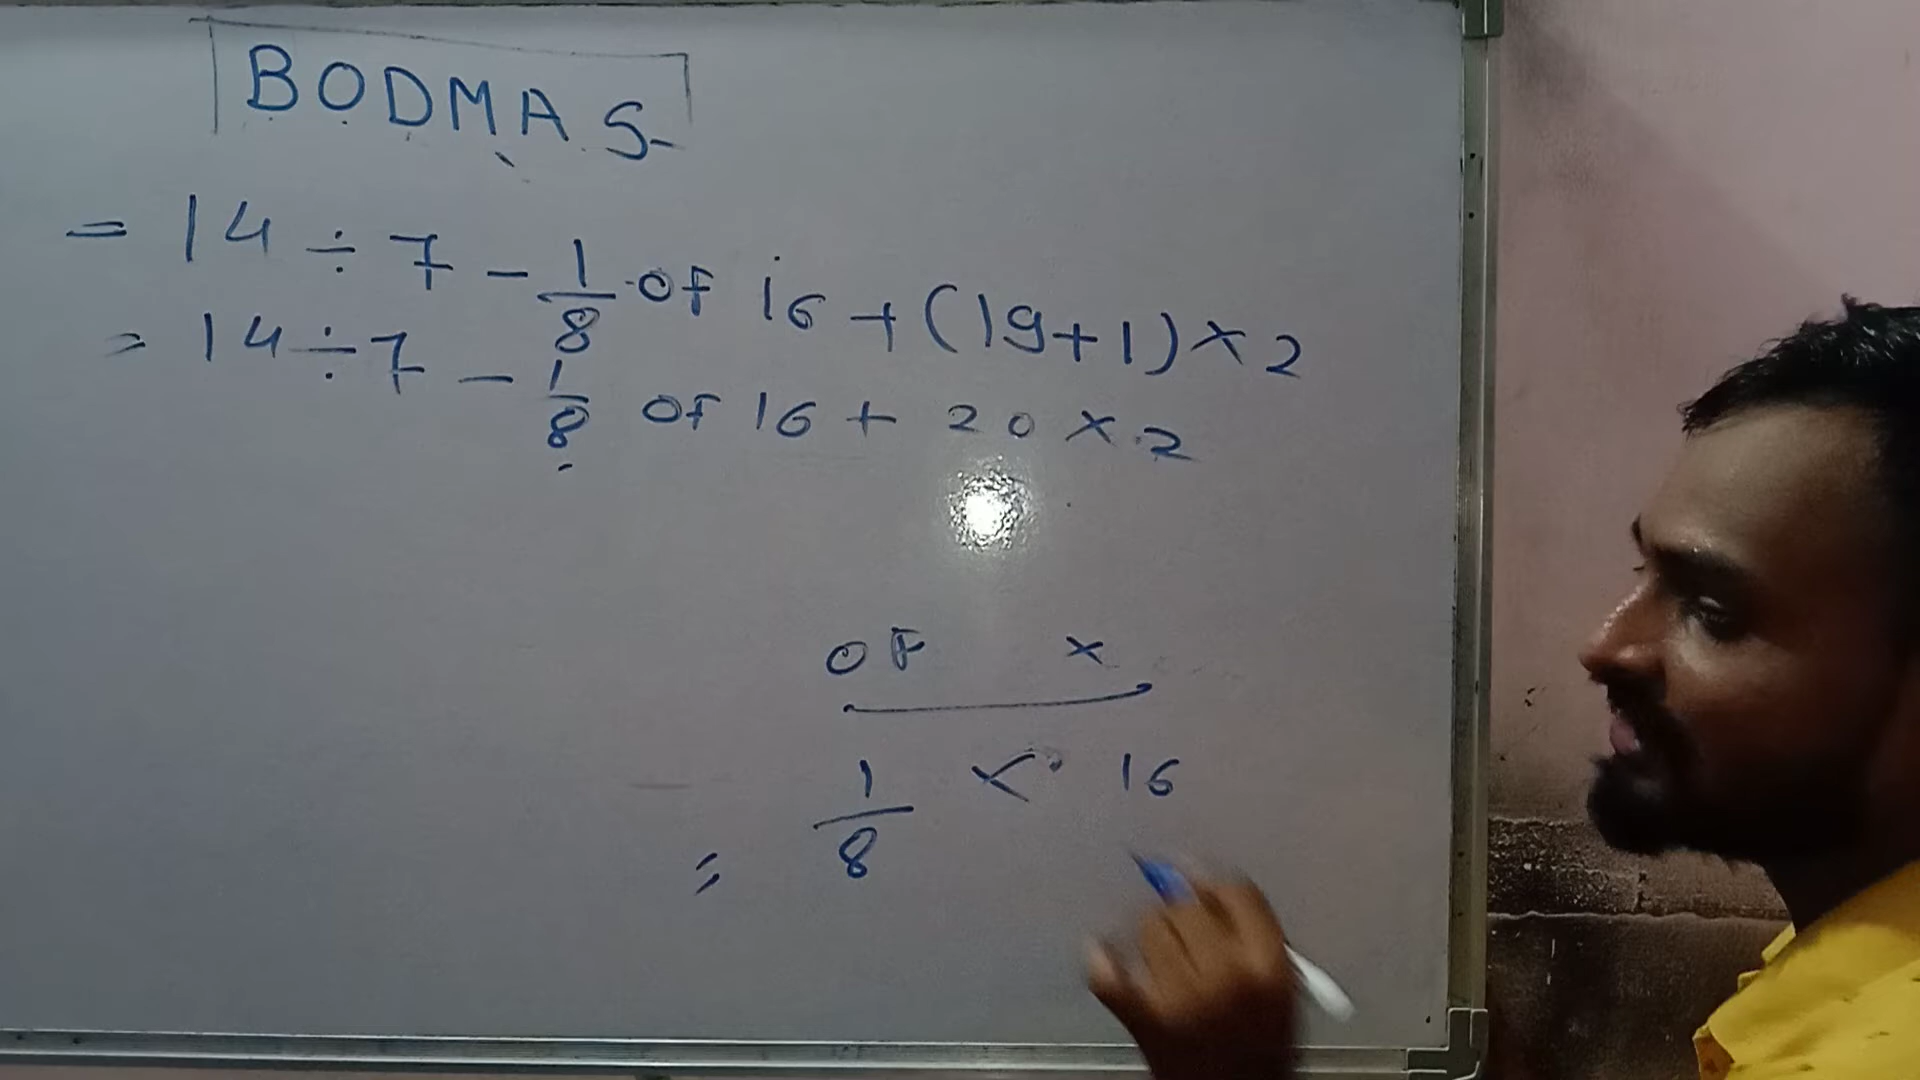 BODMAS
= 14 ÷ 7 - 1/8 of 16 + (19+1) × 2
= 14 ÷ 7 - 1/8 of 16 + 20 × 2
OF ×
= 1/8 × 16